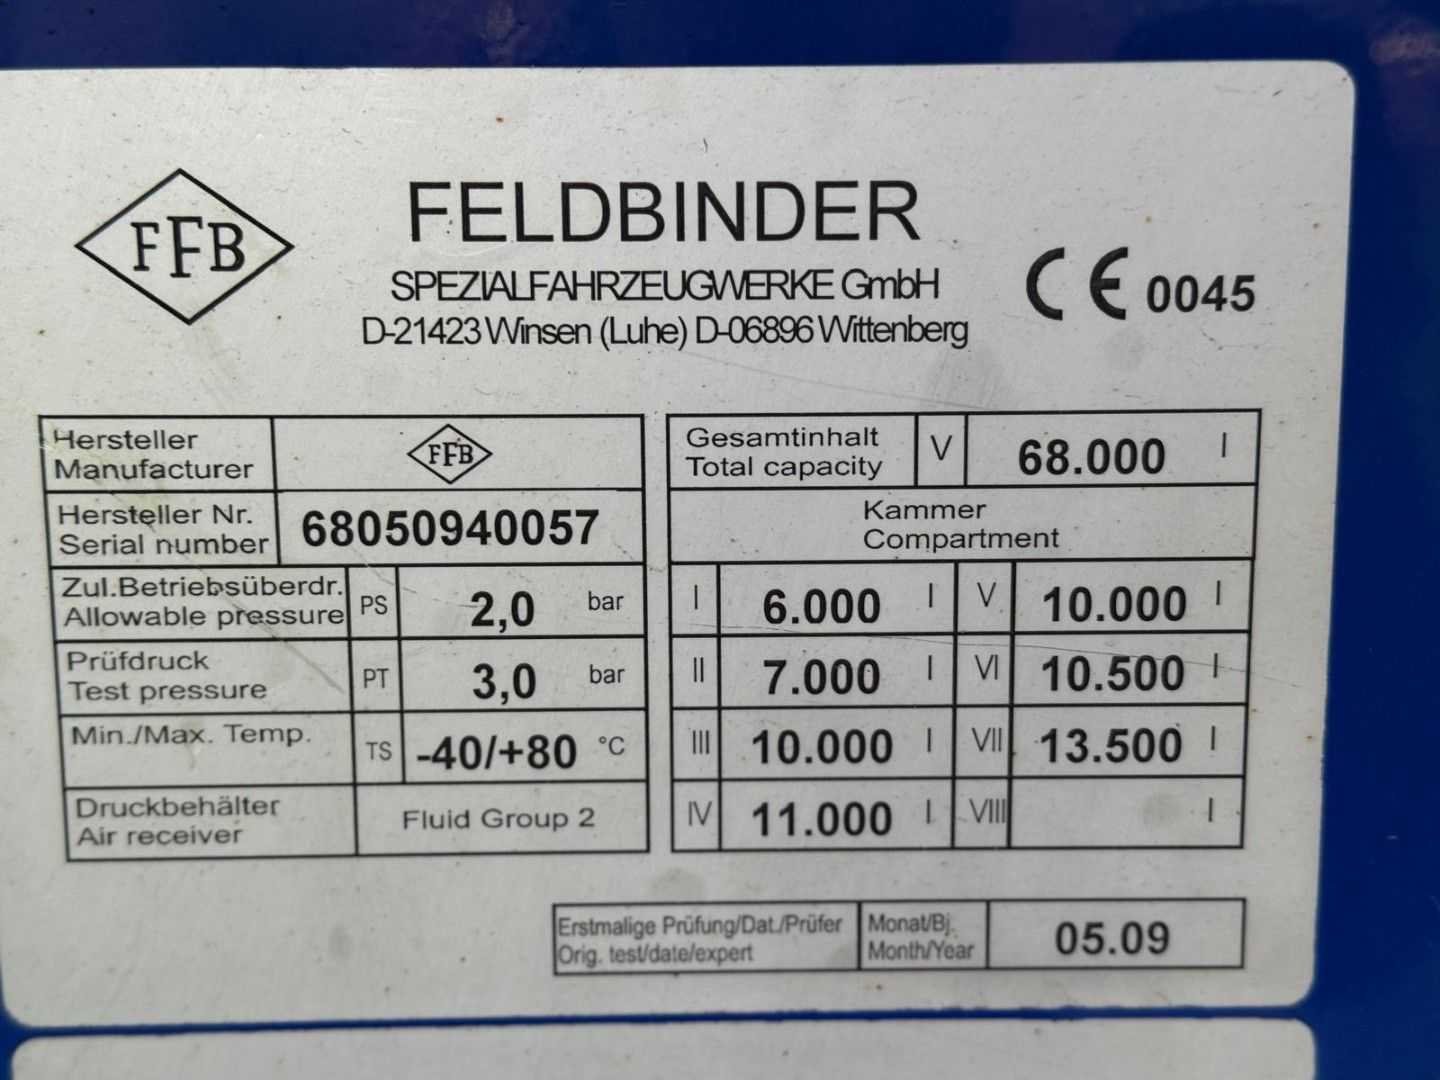 FFB
FELDBINDER
SPEZIALFAHRZEUGWERKE GmbH
D-21423 Winsen (Luhe) D-06896 Wittenberg
CE 0045
Hersteller
Manufacturer
FFB
Hersteller Nr.
Serial number
68050940057
Zul.Betriebsüberdr.
Allowable pressure
PS 2,0 bar
Prüfdruck
Test pressure
PT 3,0 bar
Min./Max. Temp.
TS -40/+80 °C
Druckbehälter
Air receiver
Fluid Group 2
Gesamtinhalt
Total capacity
V 68.000 l
Kammer
Compartment
I 6.000 l V 10.000 l
II 7.000 l VI 10.500 l
III 10.000 l VII 13.500 l
IV 11.000 l VIII l
Erstmalige Prüfung/Dat./Prüfer
Orig. test/date/expert
Monat/Bj.
Month/Year
05.09